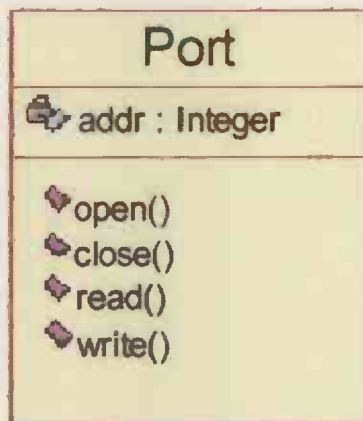 Port
addr : Integer
open()
close()
read()
write()